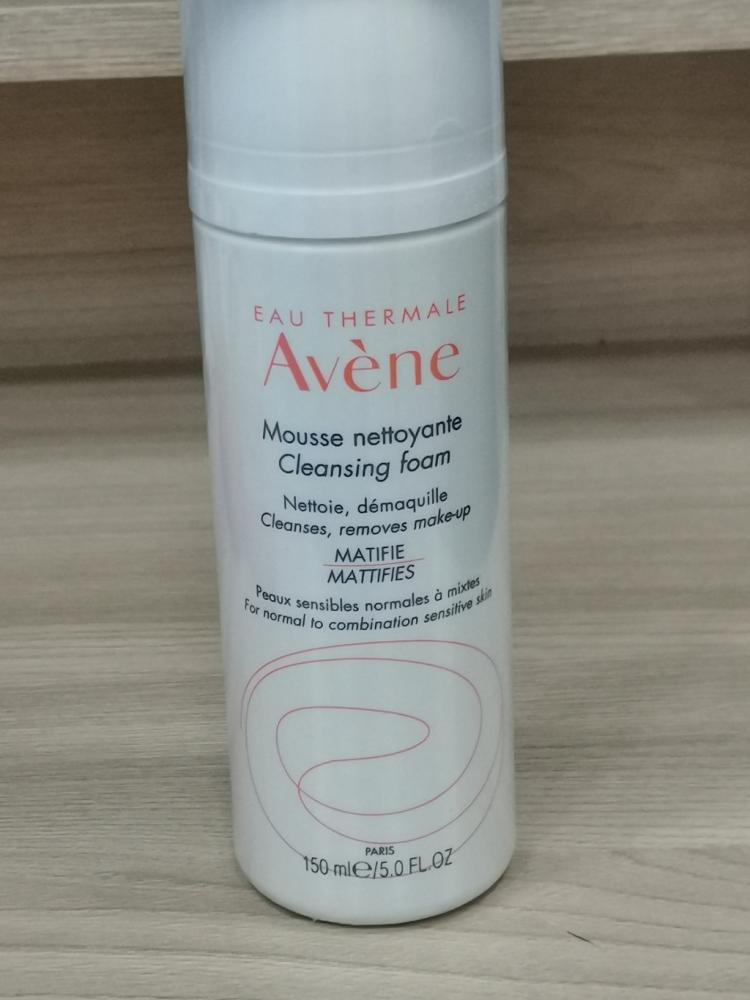 EAU THERMALE
Avène
Mousse nettoyante
Cleansing foam
Nettoie, démaquille
Cleanses, removes make-up
MATIFIE
MATTIFIES
Peaux sensibles normales à mixtes
For normal to combination sensitive skin
PARIS
150 ml℮/5.0 FL.OZ